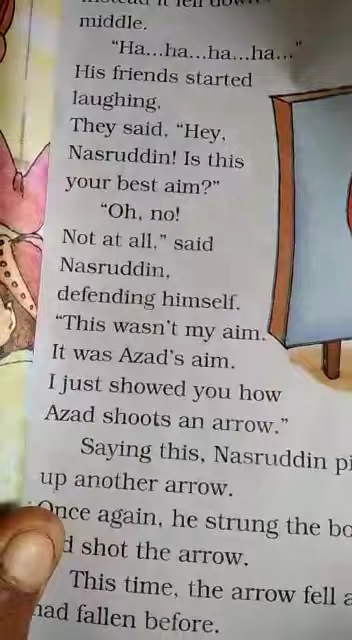 middle.
"Ha...ha...ha...ha..."
His friends started
laughing.
They said, "Hey,
Nasruddin! Is this
your best aim?"
"Oh, no!
Not at all," said
Nasruddin,
defending himself.
"This wasn't my aim.
It was Azad's aim.
I just showed you how
Azad shoots an arrow."
Saying this, Nasruddin
up another arrow.
Once again, he strung the
shot the arrow.
This time, the arrow fell
had fallen before.